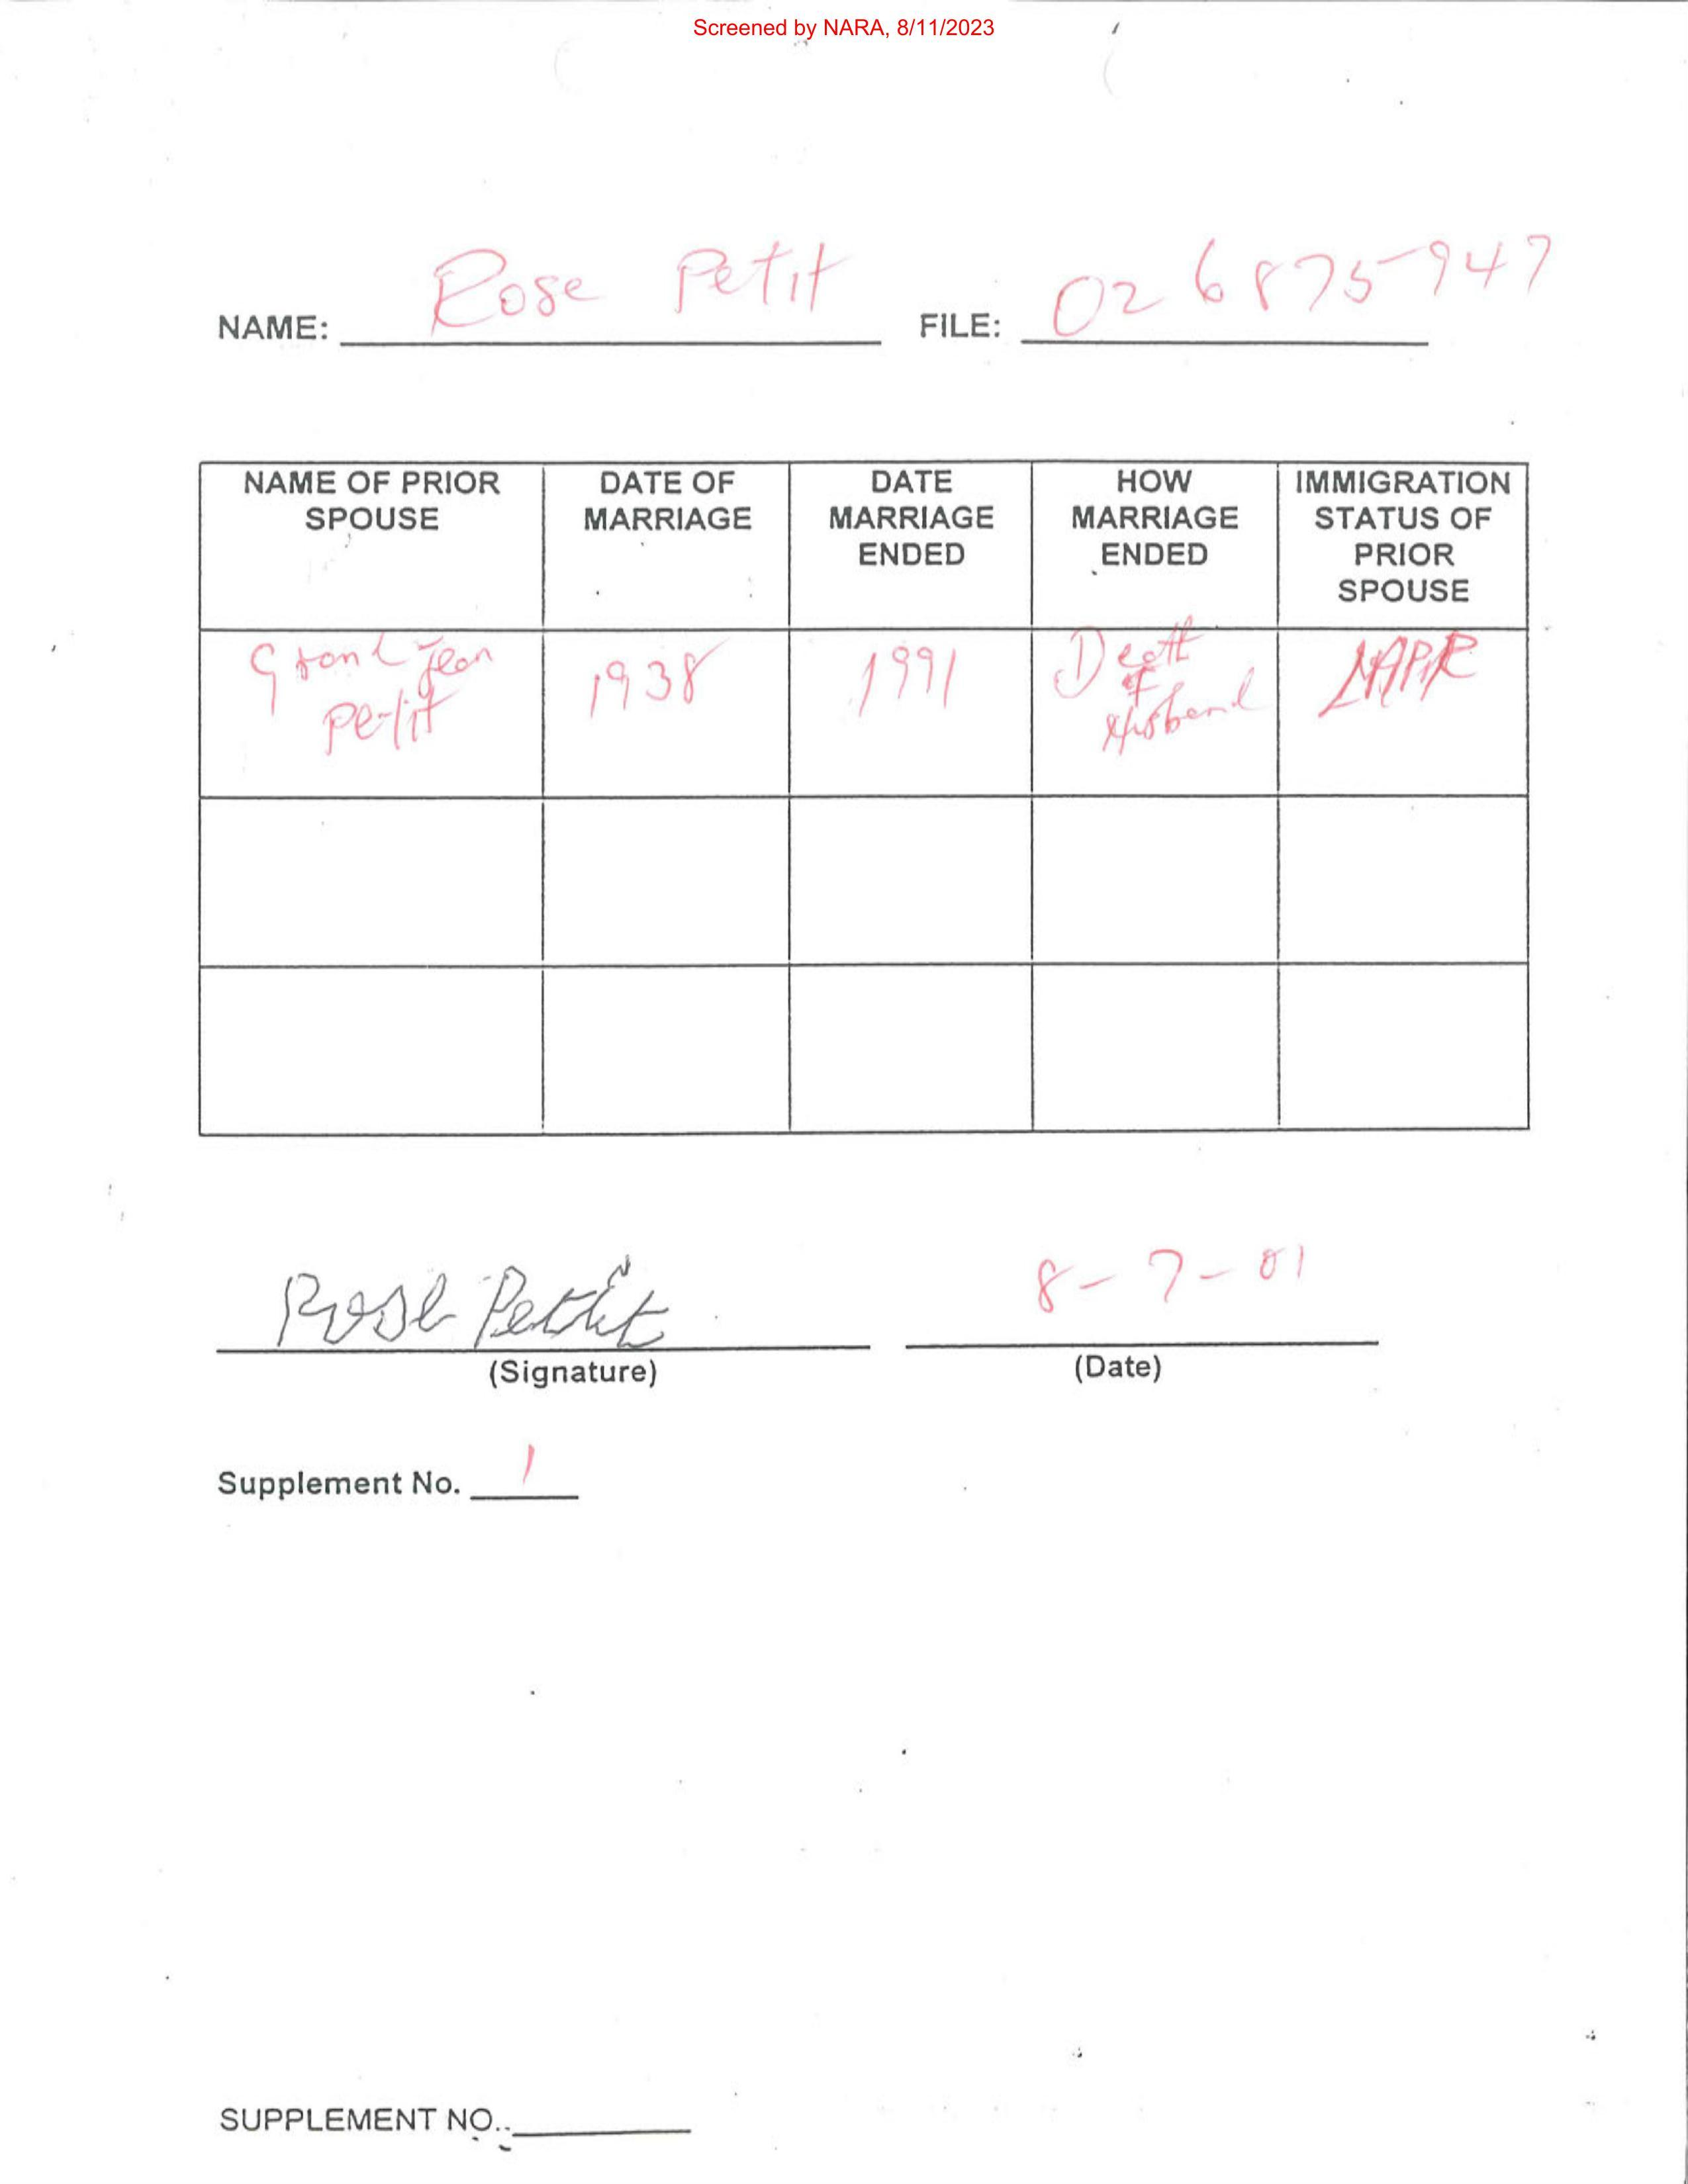 Screened by NARA, 8/11/2023
NAME: Rose Petit FILE: 026875947
NAME OF PRIOR SPOUSE DATE OF MARRIAGE DATE MARRIAGE ENDED HOW MARRIAGE ENDED IMMIGRATION STATUS OF PRIOR SPOUSE
Grand Jean 1938 1991 Death
Petit of
Husband
Rose Petit 8-7-01
(Signature) (Date)
Supplement No. 1
SUPPLEMENT NO.